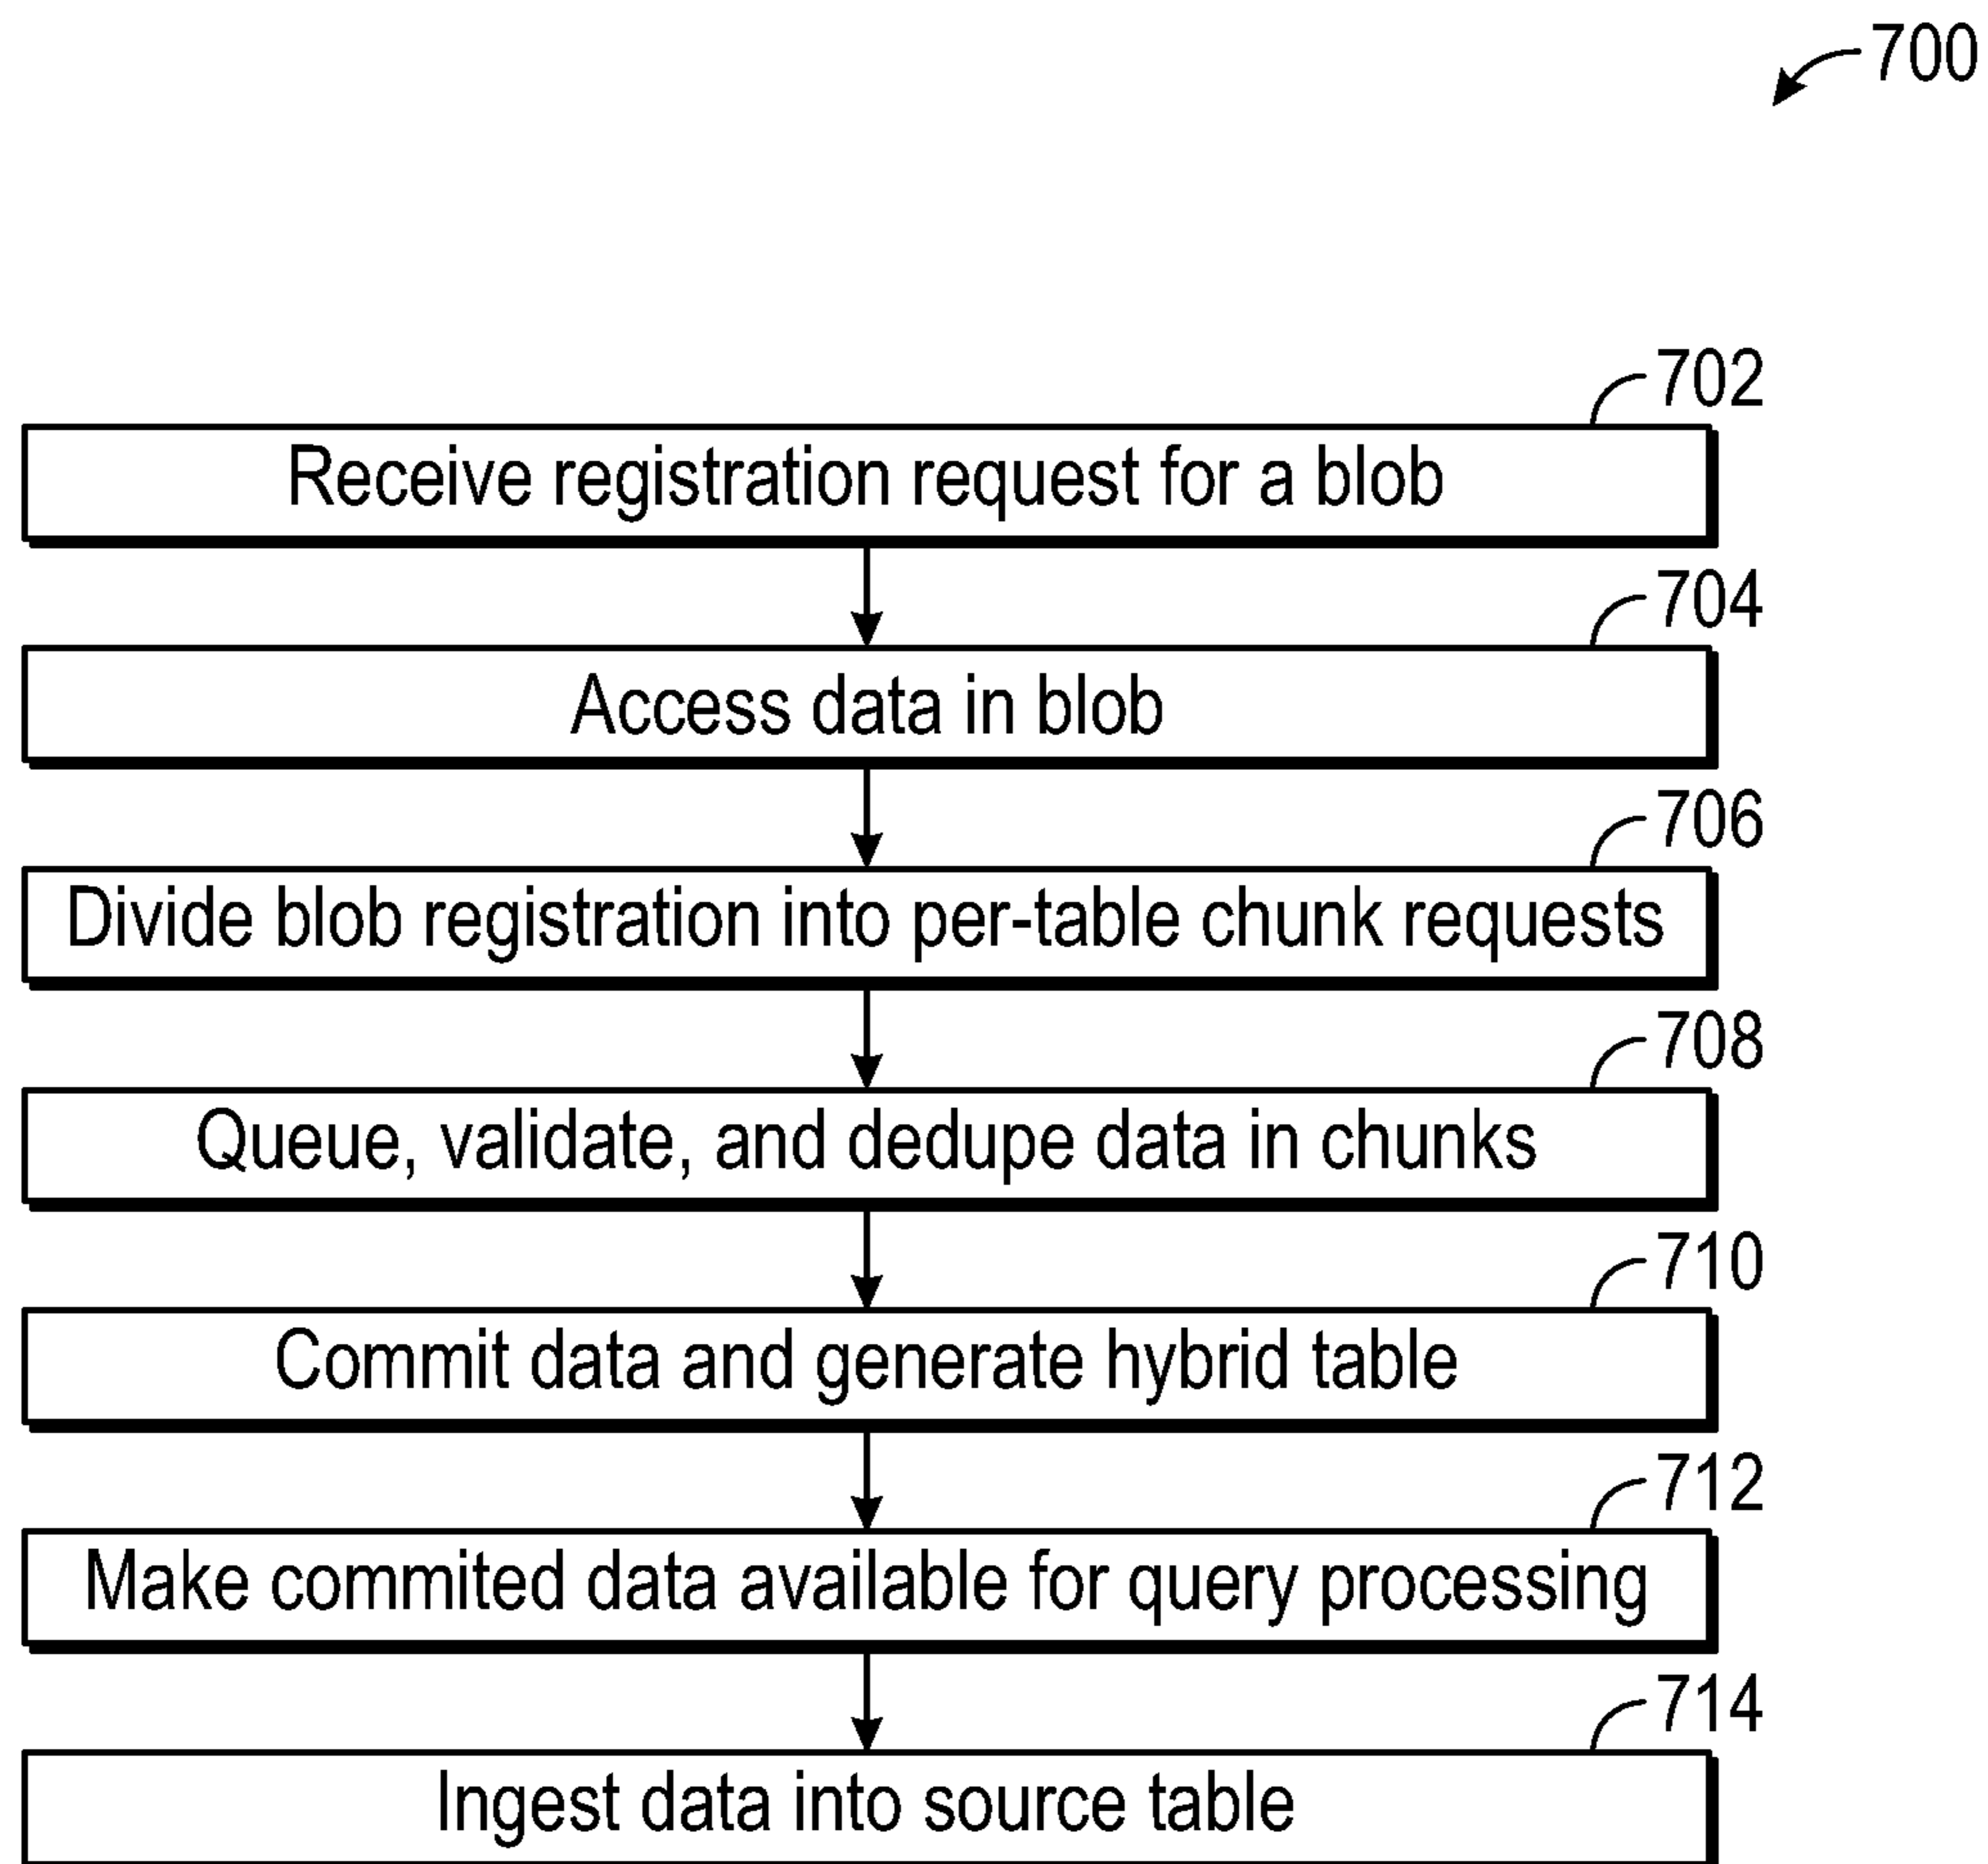 700
702
Receive registration request for a blob
704
Access data in blob
706
Divide blob registration into per-table chunk requests
708
Queue, validate, and dedupe data in chunks
710
Commit data and generate hybrid table
712
Make commited data available for query processing
714
Ingest data into source table